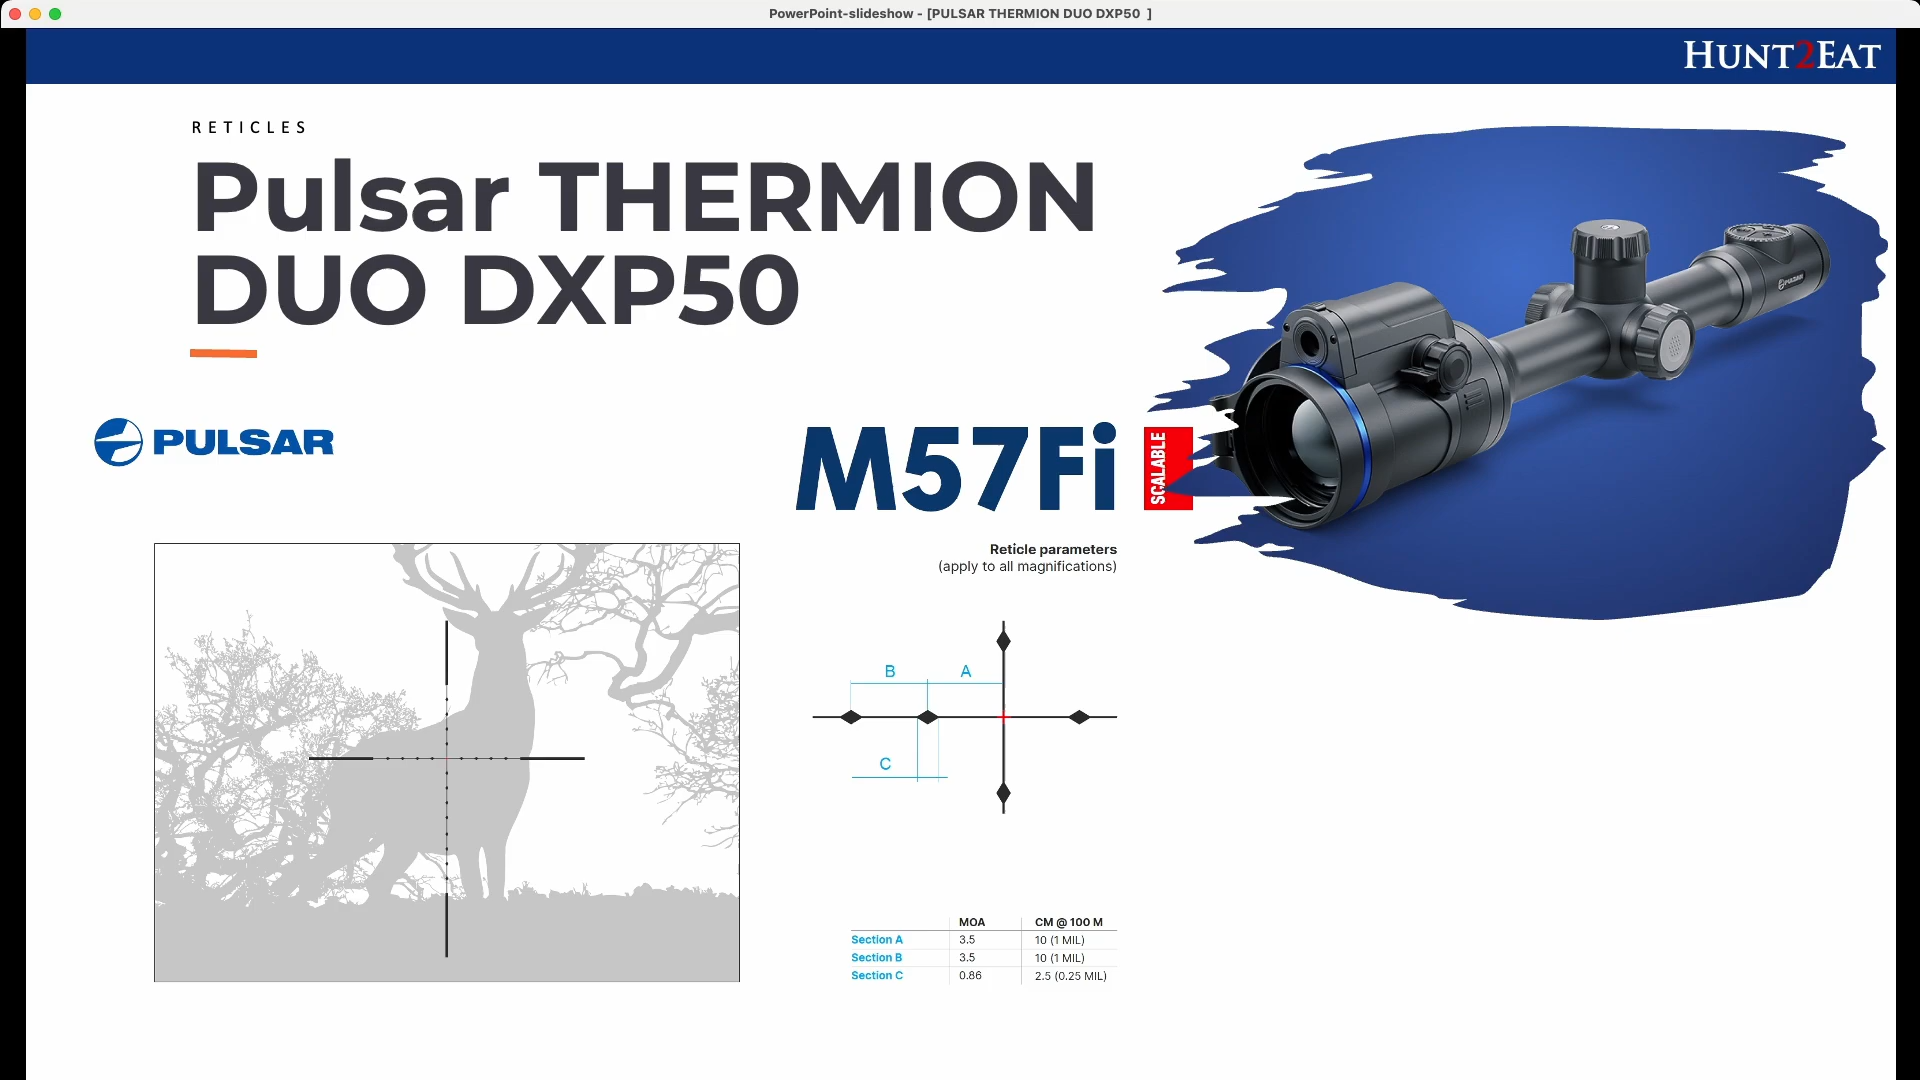 PowerPoint-slideshow - [PULSAR THERMION DUO DXP50 ]
HUNT2EAT
RETICLES
Pulsar THERMION
DUO DXP50
PULSAR
PULSAR
M57Fi
SCALABLE
Reticle parameters
(apply to all magnifications)
B A
C
MOA CM @ 100 M
Section A 3.5 10 (1 MIL)
Section B 3.5 10 (1 MIL)
Section C 0.86 2.5 (0.25 MIL)